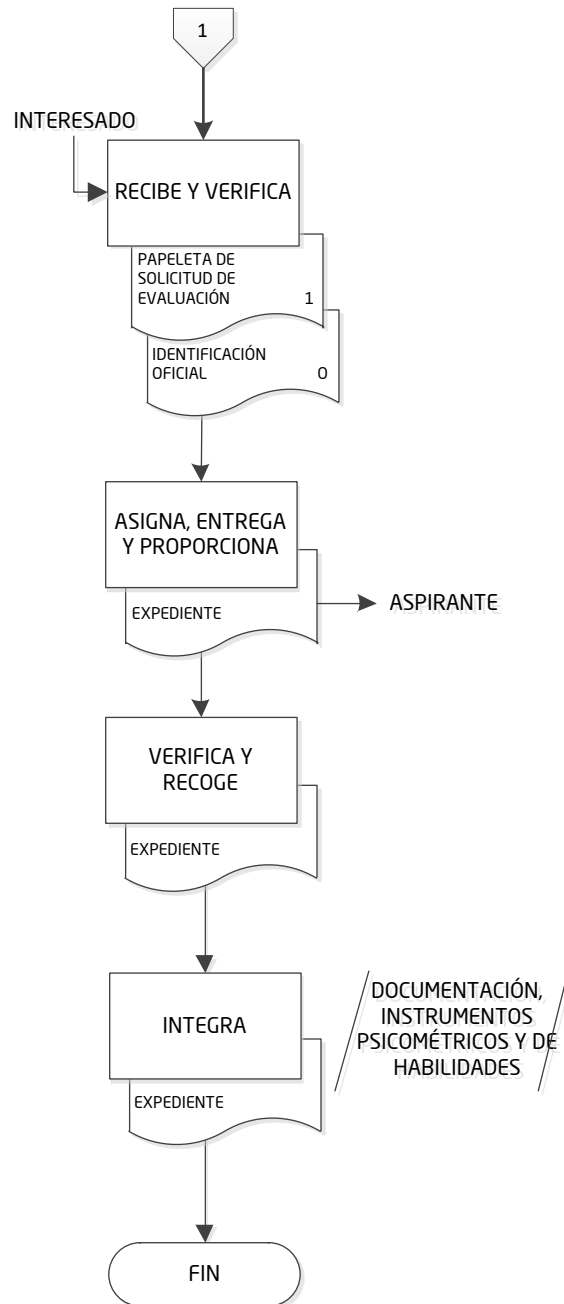 1
INTERESADO
RECIBE Y VERIFICA
PAPELETA DE
SOLICITUD DE
EVALUACIÓN 1
IDENTIFICACIÓN
OFICIAL 0
ASIGNA, ENTREGA
Y PROPORCIONA
EXPEDIENTE
ASPIRANTE
VERIFICA Y
RECOGE
EXPEDIENTE
INTEGRA
EXPEDIENTE
DOCUMENTACIÓN,
INSTRUMENTOS
PSICOMÉTRICOS Y DE
HABILIDADES
FIN